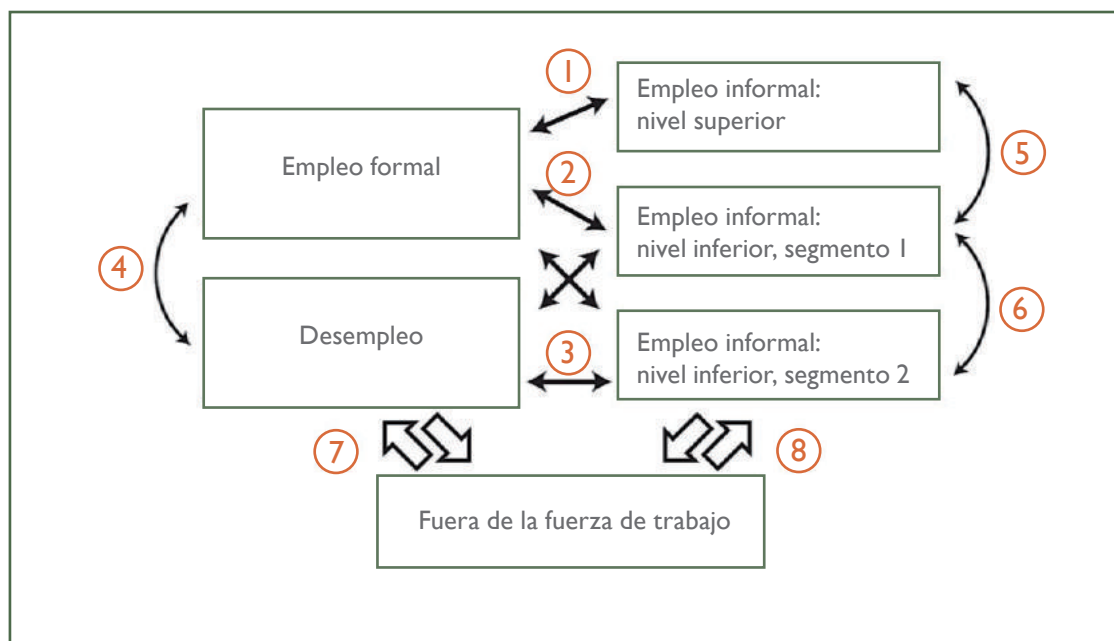 1
Empleo informal:
nivel superior
Empleo formal
2
5
Empleo informal:
nivel inferior, segmento 1
4
Desempleo
3
6
Empleo informal:
nivel inferior, segmento 2
7
8
Fuera de la fuerza de trabajo